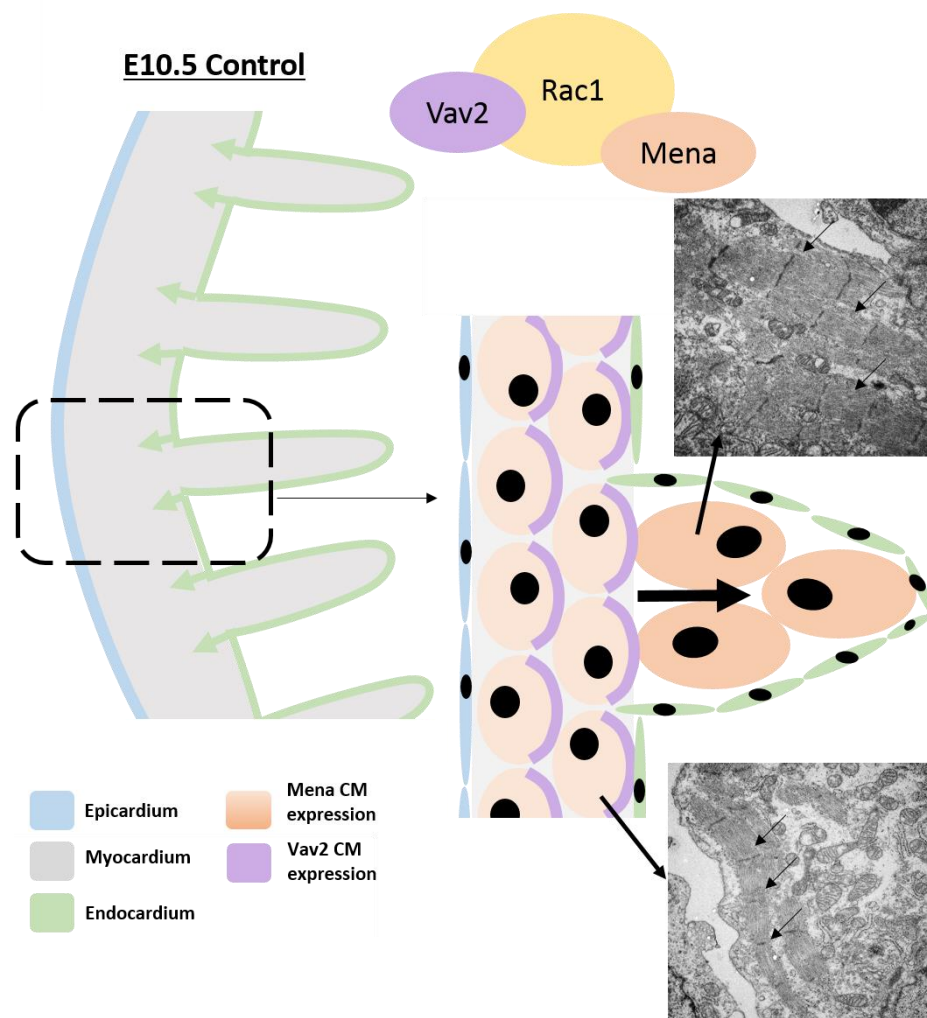 E10.5 Control
Vav2
Rac1
Mena
Epicardium
Myocardium
Endocardium
Mena CM
expression
Vav2 CM
expression